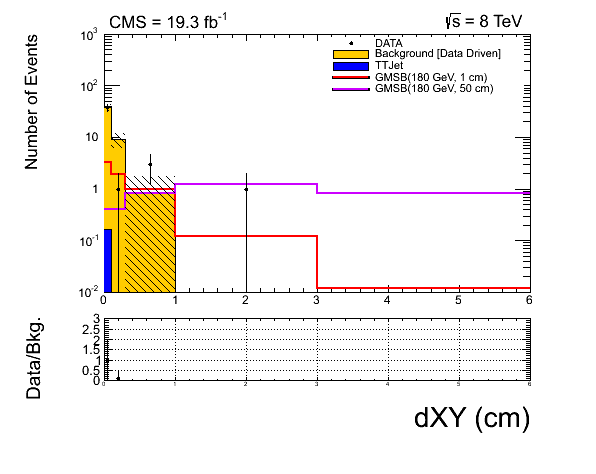 CMS = 19.3 fb⁻¹ √s = 8 TeV
Number of Events
10³
10²
10
1
10⁻¹
10⁻²
DATA
Background [Data Driven]
TTJet
GMSB(180 GeV, 1 cm)
GMSB(180 GeV, 50 cm)
0 1 2 3 4 5 6
Data/Bkg.
3
2.5
2
1.5
1
0.5
0
0 1 2 3 4 5 6
dXY (cm)